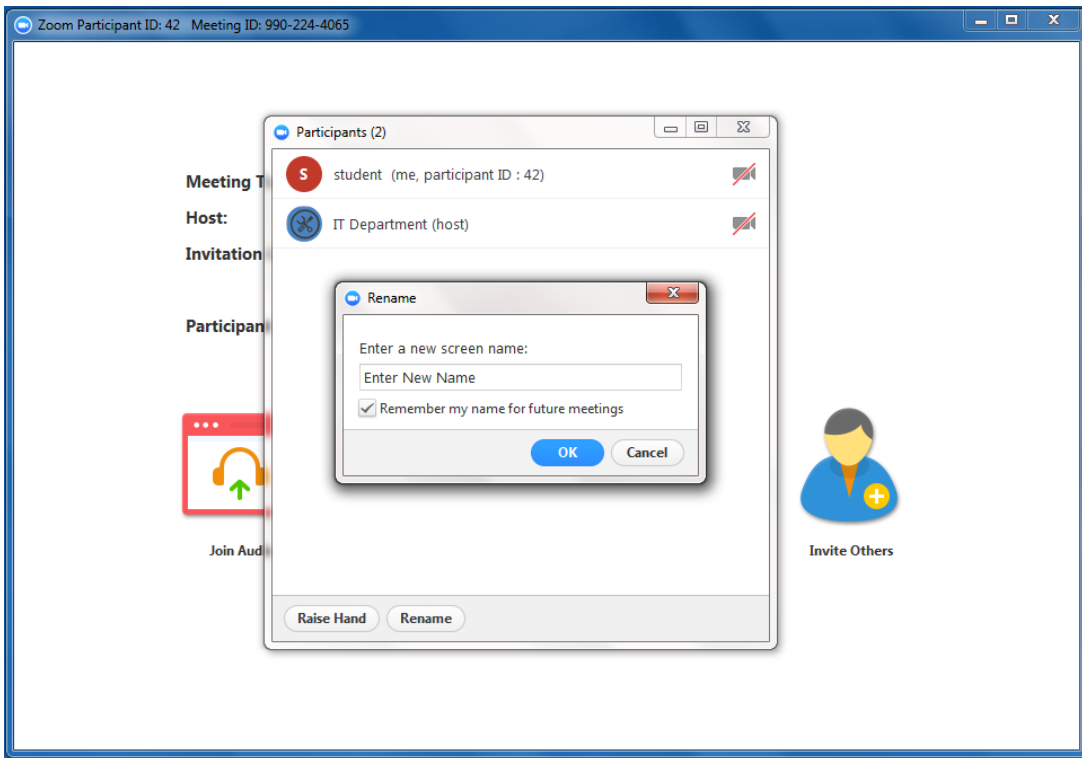 Zoom Participant ID: 42 Meeting ID: 990-224-4065
Participants (2)
S
student (me, participant ID : 42)
IT Department (host)
Meeting T
Host:
Invitation
Participan
Rename
Enter a new screen name:
Enter New Name
Remember my name for future meetings
OK Cancel
Join Aud
Invite Others
Raise Hand Rename